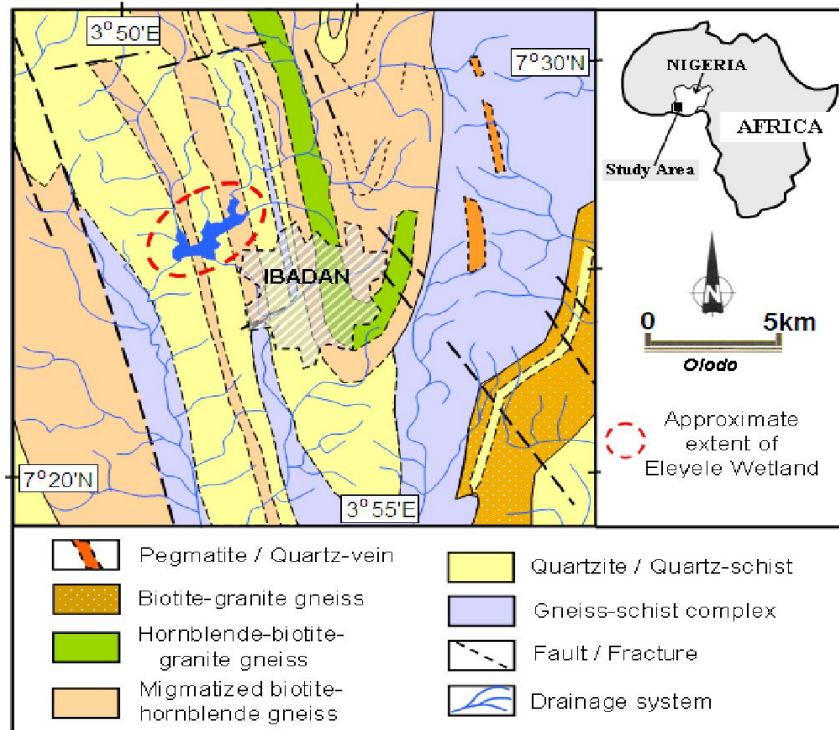 3°50'E
7°30'N
IBADAN
7°20'N
3°55'E
NIGERIA
AFRICA
Study Area
N
0 5km
Olodo
Approximate
extent of
Eleyele Wetland
Pegmatite / Quartz-vein
Biotite-granite gneiss
Hornblende-biotite-
granite gneiss
Migmatized biotite-
hornblende gneiss
Quartzite / Quartz-schist
Gneiss-schist complex
Fault / Fracture
Drainage system